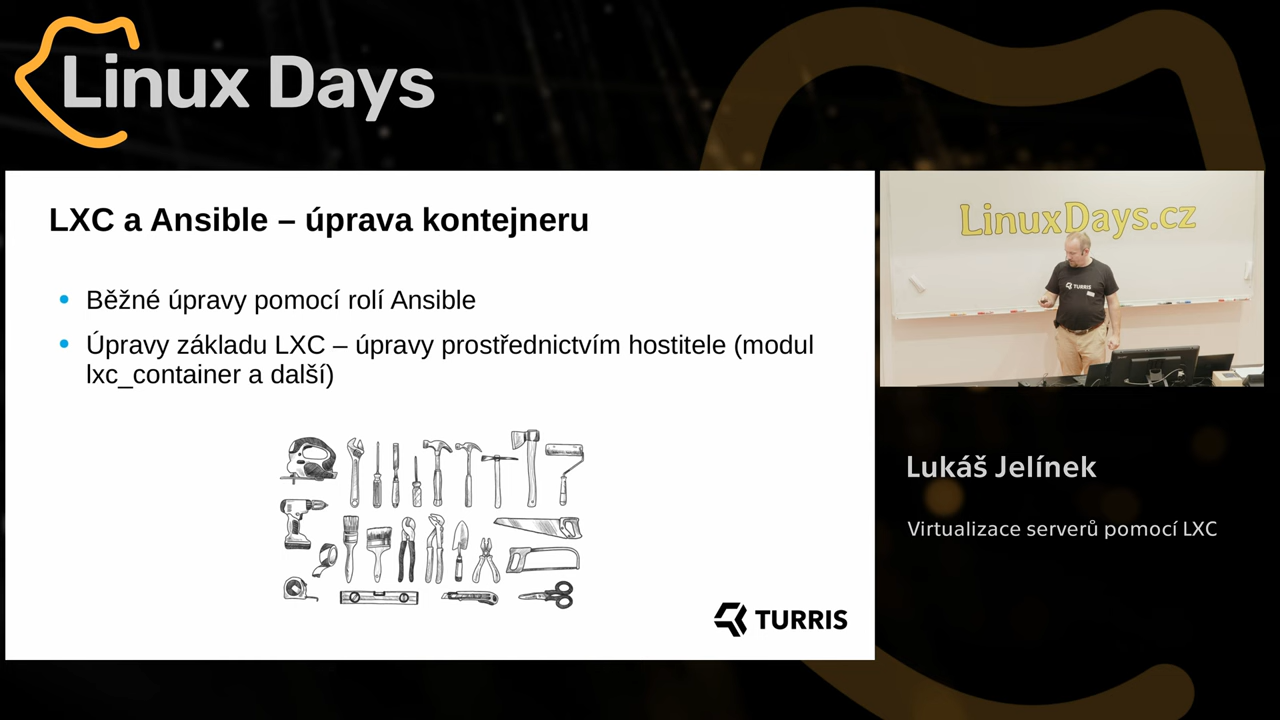 Linux Days
LXC a Ansible – úprava kontejneru
Běžné úpravy pomocí rolí Ansible
Úpravy základu LXC – úpravy prostřednictvím hostitele (modul
lxc_container a další)
TURRIS
LinuxDays.cz
TURRIS
Lukáš Jelínek
Virtualizace serverů pomocí LXC